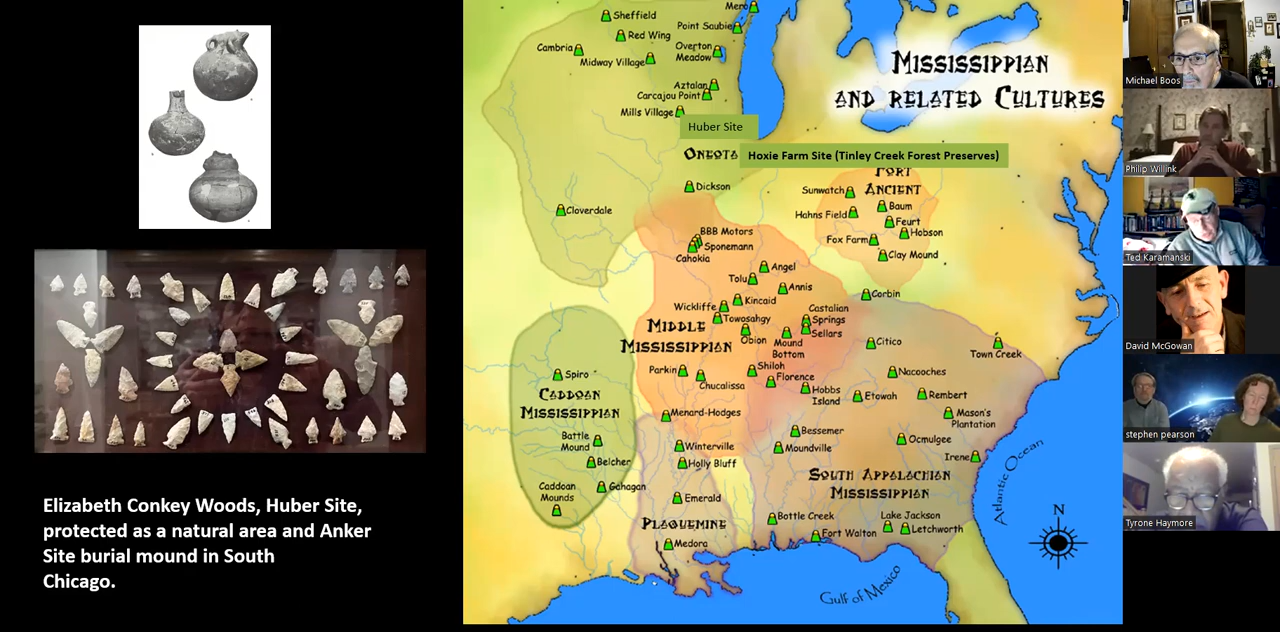 Elizabeth Conkey Woods, Huber Site,
protected as a natural area and Anker
Site burial mound in South
Chicago.
MISSISSIPPIAN
AND RELATED CULTURES
Sheffield
Mero
Point Saubie
Red Wing
Cambria
Overton
Meadow
Midway Village
Aztalan
Carcajou Point
Mills Village
Huber Site
ONEOTA
Hoxie Farm Site (Tinley Creek Forest Preserves)
FORT
ANCIENT
Dickson
Sunwatch
Cloverdale
Baum
Hahns Field
Feurt
BBB Motors
Hobson
Fox Farm
Sponemann
Cahokia
Clay Mound
Angel
Tolu
Annis
Corbin
Kincaid
Wickliffe
Castalian
Springs
Towosahgy
MIDDLE
MISSISSIPPIAN
Obion
Mound
Bottom
Sellars
Citico
Town Creek
Parkin
Shiloh
Spiro
Nacooches
Chucalissa
Florence
CADDOAN
MISSISSIPPIAN
Hobbs
Island
Etowah
Rembert
Menard-Hodges
Mason's
Plantation
Bessemer
Battle
Mound
Winterville
Moundville
Ocmulgee
Irene
Belcher
Holly Bluff
SOUTH APPALACHIAN
MISSISSIPPIAN
Caddoan
Mounds
Gahagan
Emerald
PLAQUEMINE
Bottle Creek
Lake Jackson
Fort Walton
Letchworth
Medora
Atlantic Ocean
N
Gulf of Mexico
Michael Boos
Philip Willink
Ted Karamanski
David McGowan
stephen pearson
Tyrone Haymore